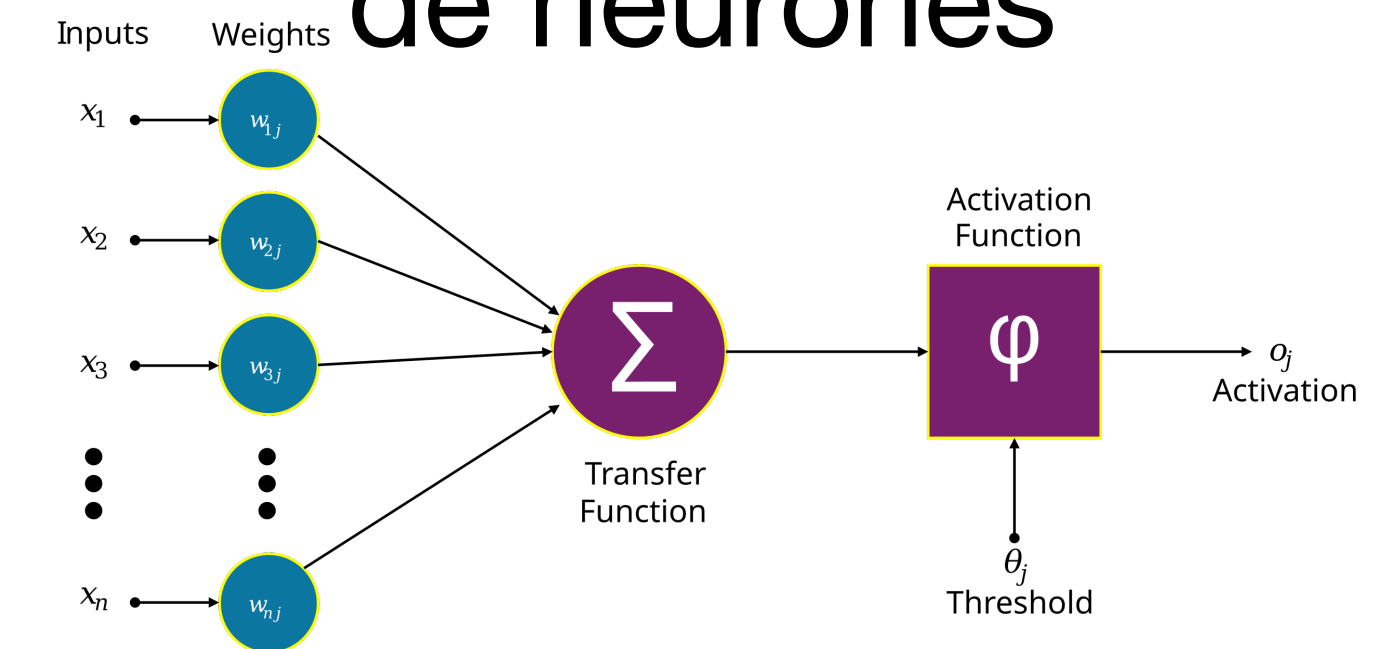 de neurones
Inputs
Weights
x1
w1j
x2
w2j
x3
w3j
xn
wnj
Σ
Transfer
Function
Activation
Function
φ
oj
Activation
θj
Threshold